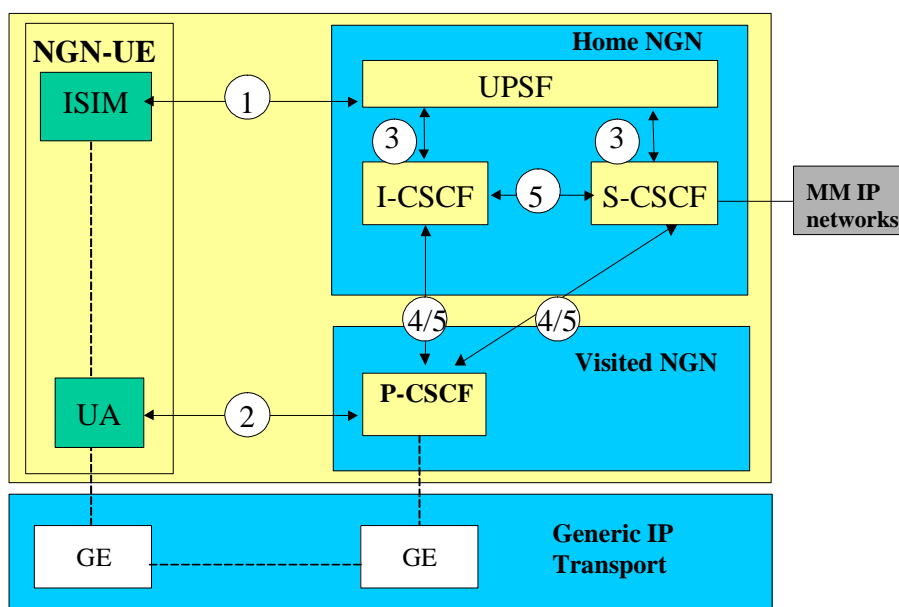 NGN-UE
Home NGN
ISIM
1
UPSF
3
3
I-CSCF
5
S-CSCF
MM IP
networks
4/5
4/5
Visited NGN
UA
2
P-CSCF
GE
GE
Generic IP
Transport